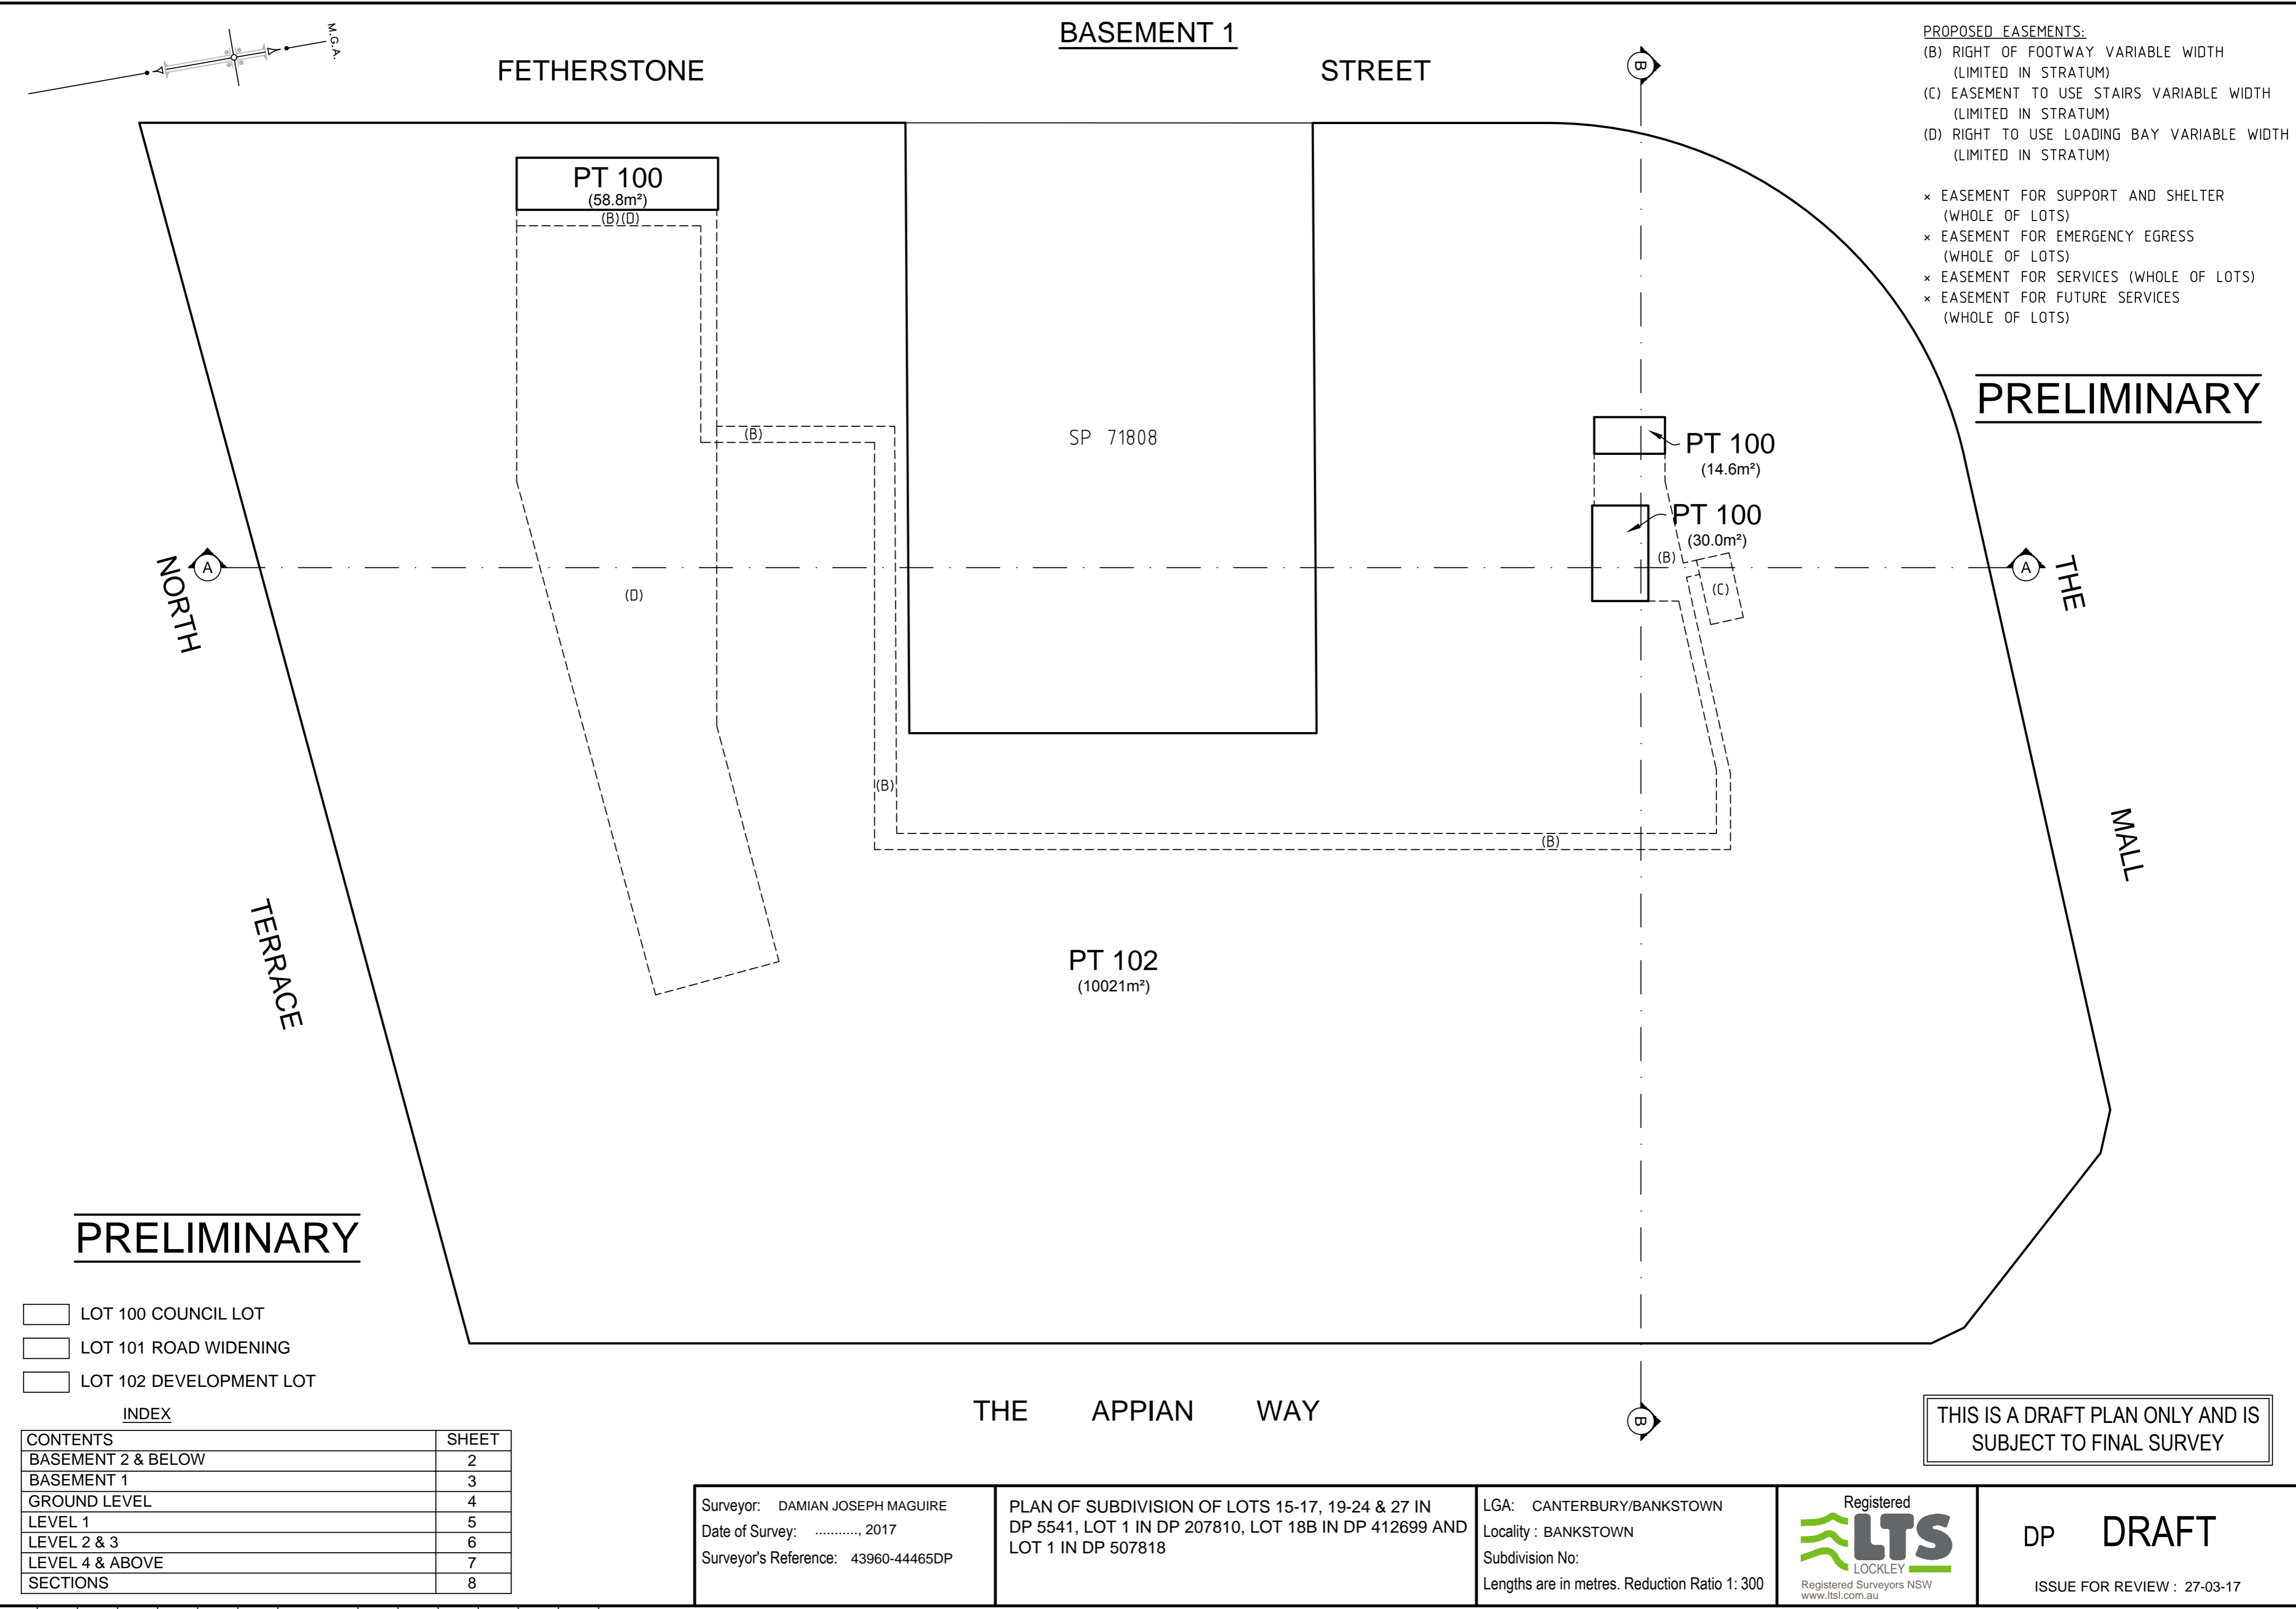 BASEMENT 1
M.G.A.
FETHERSTONE STREET
B
PROPOSED EASEMENTS:
(B) RIGHT OF FOOTWAY VARIABLE WIDTH
(LIMITED IN STRATUM)
(C) EASEMENT TO USE STAIRS VARIABLE WIDTH
(LIMITED IN STRATUM)
(D) RIGHT TO USE LOADING BAY VARIABLE WIDTH
(LIMITED IN STRATUM)
× EASEMENT FOR SUPPORT AND SHELTER
(WHOLE OF LOTS)
× EASEMENT FOR EMERGENCY EGRESS
(WHOLE OF LOTS)
× EASEMENT FOR SERVICES (WHOLE OF LOTS)
× EASEMENT FOR FUTURE SERVICES
(WHOLE OF LOTS)
PRELIMINARY
PT 100
(58.8m²)
(B)(D)
(B)
SP 71808
PT 100
(14.6m²)
PT 100
(30.0m²)
(B)
(C)
A
A
(D)
NORTH
TERRACE
THE
MALL
(B)
(B)
PT 102
(10021m²)
PRELIMINARY
LOT 100 COUNCIL LOT
LOT 101 ROAD WIDENING
LOT 102 DEVELOPMENT LOT
INDEX
CONTENTS SHEET
BASEMENT 2 & BELOW 2
BASEMENT 1 3
GROUND LEVEL 4
LEVEL 1 5
LEVEL 2 & 3 6
LEVEL 4 & ABOVE 7
SECTIONS 8
THE APPIAN WAY
B
THIS IS A DRAFT PLAN ONLY AND IS
SUBJECT TO FINAL SURVEY
Surveyor: DAMIAN JOSEPH MAGUIRE
Date of Survey: ..........., 2017
Surveyor's Reference: 43960-44465DP
PLAN OF SUBDIVISION OF LOTS 15-17, 19-24 & 27 IN
DP 5541, LOT 1 IN DP 207810, LOT 18B IN DP 412699 AND
LOT 1 IN DP 507818
LGA: CANTERBURY/BANKSTOWN
Locality : BANKSTOWN
Subdivision No:
Lengths are in metres. Reduction Ratio 1: 300
Registered
LTS
LOCKLEY
Registered Surveyors NSW
www.ltsl.com.au
DP DRAFT
ISSUE FOR REVIEW : 27-03-17